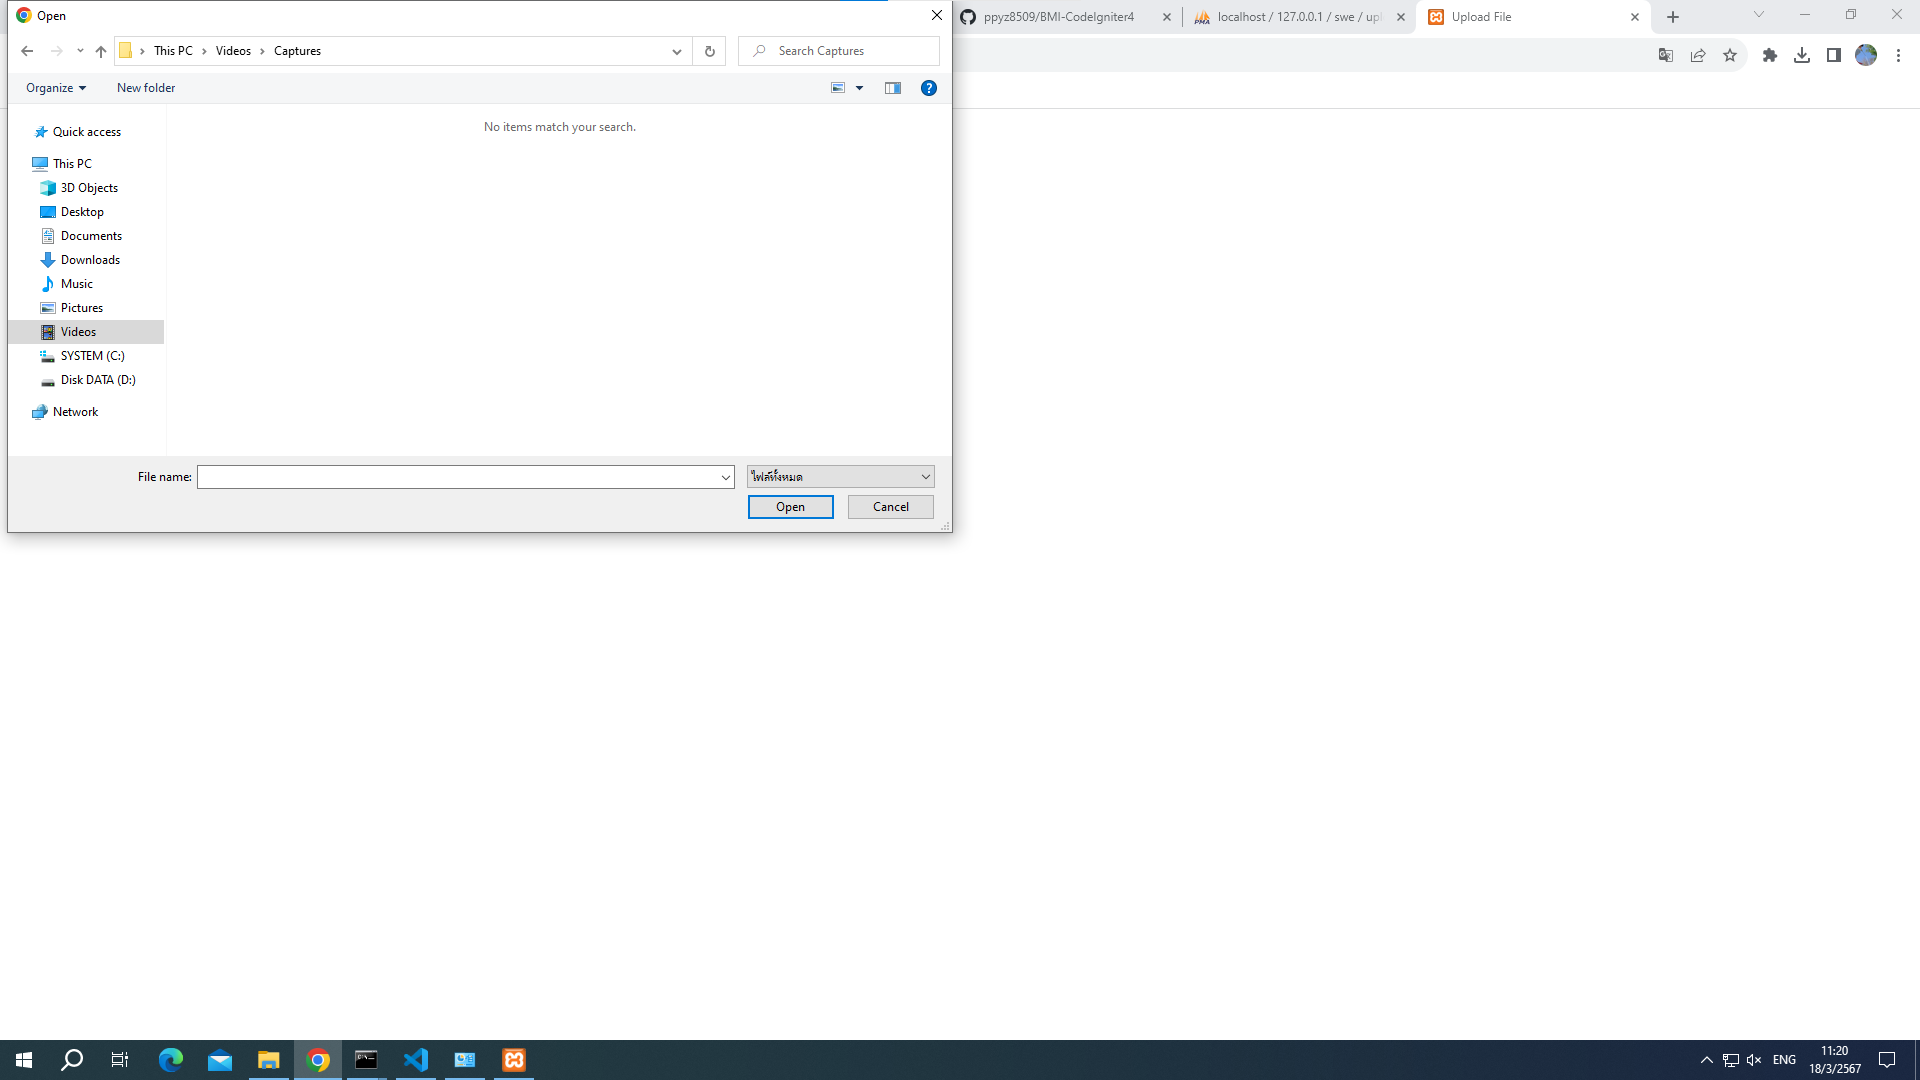 Open
ppyz8509/BMI-CodeIgniter4
localhost / 127.0.0.1 / swe / upl
Upload File
This PC
Videos
Captures
Search Captures
Organize
New folder
No items match your search.
Quick access
This PC
3D Objects
Desktop
Documents
Downloads
Music
Pictures
Videos
SYSTEM (C:)
Disk DATA (D:)
Network
File name:
ไฟล์ทั้งหมด
Open
Cancel
ENG
11:20
18/3/2567